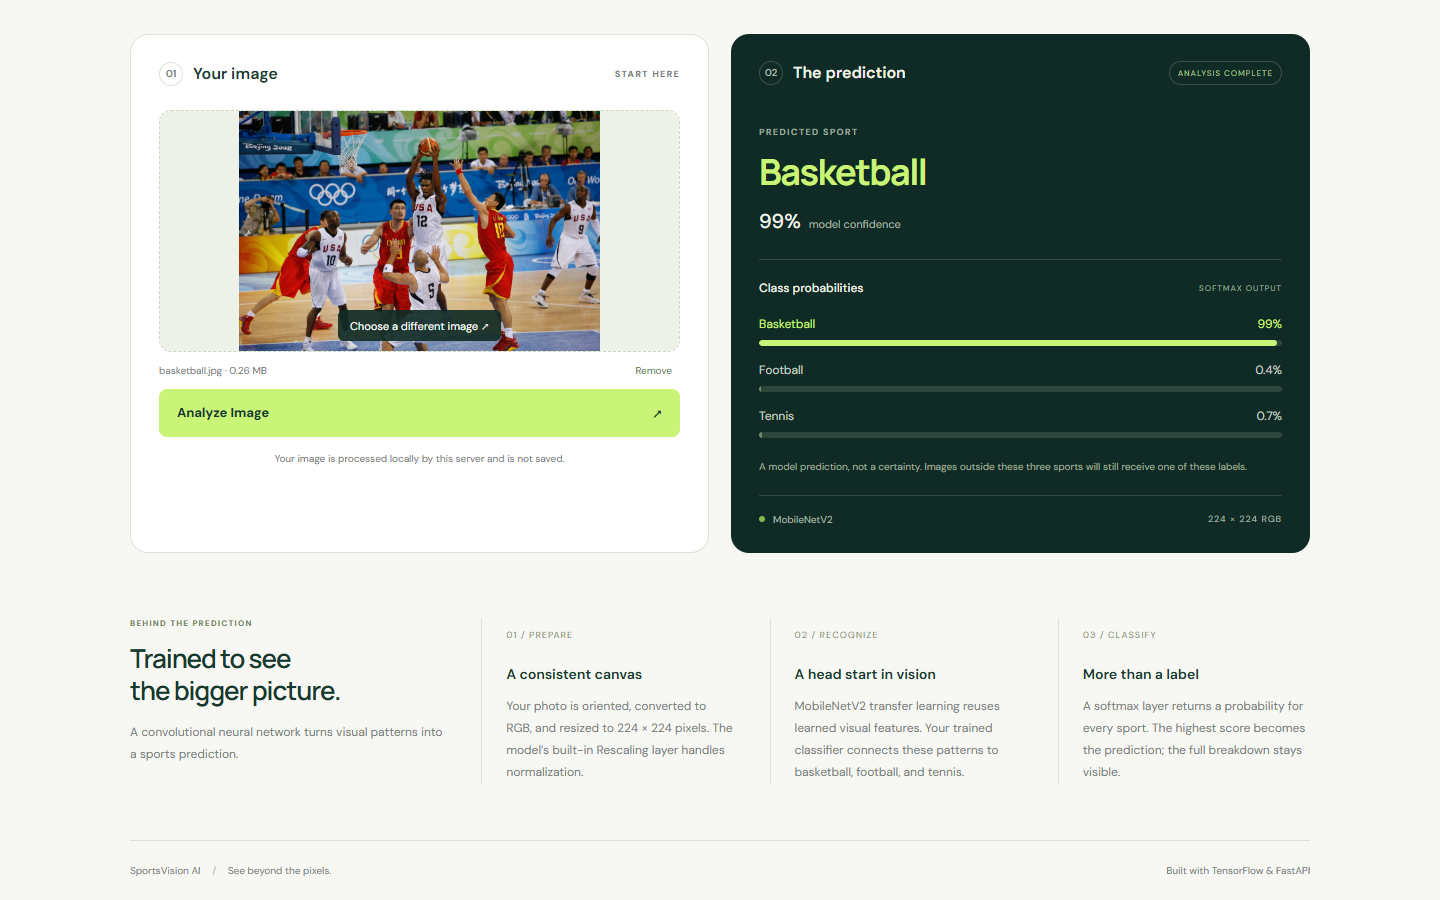 01 Your image
START HERE
Beijing 2008
USA
12
USA
10
USA
9
5
Choose a different image ↗
basketball.jpg · 0.26 MB
Remove
Analyze Image ↗
Your image is processed locally by this server and is not saved.
02 The prediction
ANALYSIS COMPLETE
PREDICTED SPORT
Basketball
99% model confidence
Class probabilities
SOFTMAX OUTPUT
Basketball 99%
Football 0.4%
Tennis 0.7%
A model prediction, not a certainty. Images outside these three sports will still receive one of these labels.
MobileNetV2
224 × 224 RGB
BEHIND THE PREDICTION
Trained to see
the bigger picture.
A convolutional neural network turns visual patterns into
a sports prediction.
01 / PREPARE
A consistent canvas
Your photo is oriented, converted to
RGB, and resized to 224 × 224 pixels. The
model’s built-in Rescaling layer handles
normalization.
02 / RECOGNIZE
A head start in vision
MobileNetV2 transfer learning reuses
learned visual features. Your trained
classifier connects these patterns to
basketball, football, and tennis.
03 / CLASSIFY
More than a label
A softmax layer returns a probability for
every sport. The highest score becomes
the prediction; the full breakdown stays
visible.
SportsVision AI / See beyond the pixels.
Built with TensorFlow & FastAPI